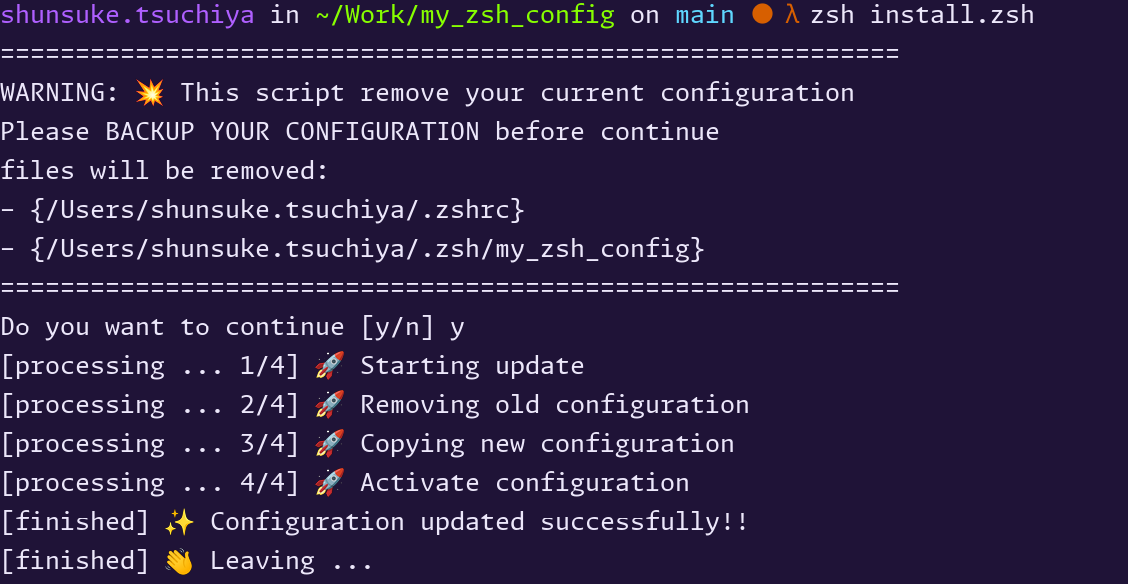 shunsuke.tsuchiya in ~/Work/my_zsh_config on main 🟠 λ zsh install.zsh
============================================================
WARNING: 💥 This script remove your current configuration
Please BACKUP YOUR CONFIGURATION before continue
files will be removed:
- {/Users/shunsuke.tsuchiya/.zshrc}
- {/Users/shunsuke.tsuchiya/.zsh/my_zsh_config}
============================================================
Do you want to continue [y/n] y
[processing ... 1/4] 🚀 Starting update
[processing ... 2/4] 🚀 Removing old configuration
[processing ... 3/4] 🚀 Copying new configuration
[processing ... 4/4] 🚀 Activate configuration
[finished] ✨ Configuration updated successfully!!
[finished] 👋 Leaving ...